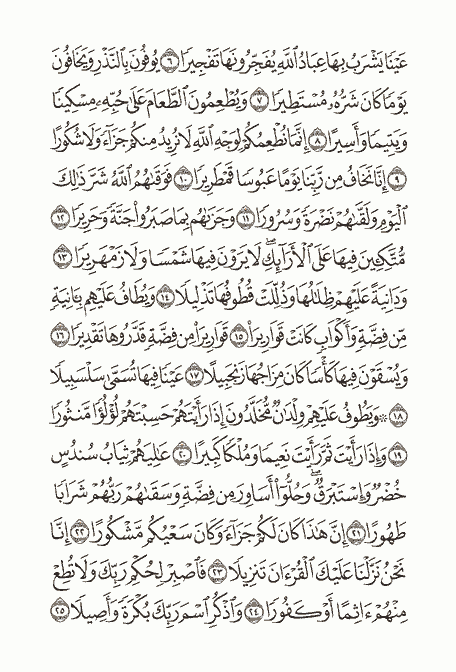 عَيْنًا يَشْرَبُ بِهَا عِبَادُ ٱللَّهِ يُفَجِّرُونَهَا تَفْجِيرًا ٦ يُوفُونَ بِٱلنَّذْرِ وَيَخَافُونَ
يَوْمًا كَانَ شَرُّهُۥ مُسْتَطِيرًا ٧ وَيُطْعِمُونَ ٱلطَّعَامَ عَلَىٰ حُبِّهِۦ مِسْكِينًا
وَيَتِيمًا وَأَسِيرًا ٨ إِنَّمَا نُطْعِمُكُمْ لِوَجْهِ ٱللَّهِ لَا نُرِيدُ مِنكُمْ جَزَآءً وَلَا شُكُورًا
٩ إِنَّا نَخَافُ مِن رَّبِّنَا يَوْمًا عَبُوسًا قَمْطَرِيرًا ١٠ فَوَقَىٰهُمُ ٱللَّهُ شَرَّ ذَٰلِكَ
ٱلْيَوْمِ وَلَقَّىٰهُمْ نَضْرَةً وَسُرُورًا ١١ وَجَزَىٰهُم بِمَا صَبَرُوا۟ جَنَّةً وَحَرِيرًا ١٢
مُّتَّكِـِٔينَ فِيهَا عَلَى ٱلْأَرَآئِكِ ۖ لَا يَرَوْنَ فِيهَا شَمْسًا وَلَا زَمْهَرِيرًا ١٣
وَدَانِيَةً عَلَيْهِمْ ظِلَٰلُهَا وَذُلِّلَتْ قُطُوفُهَا تَذْلِيلًا ١٤ وَيُطَافُ عَلَيْهِم بِـَٔانِيَةٍ
مِّن فِضَّةٍ وَأَكْوَابٍ كَانَتْ قَوَارِيرَا۠ ١٥ قَوَارِيرَا۟ مِن فِضَّةٍ قَدَّرُوهَا تَقْدِيرًا ١٦
وَيُسْقَوْنَ فِيهَا كَأْسًا كَانَ مِزَاجُهَا زَنجَبِيلًا ١٧ عَيْنًا فِيهَا تُسَمَّىٰ سَلْسَبِيلًا
١٨ ۞ وَيَطُوفُ عَلَيْهِمْ وِلْدَٰنٌ مُّخَلَّدُونَ إِذَا رَأَيْتَهُمْ حَسِبْتَهُمْ لُؤْلُؤًا مَّنثُورًا
١٩ وَإِذَا رَأَيْتَ ثَمَّ رَأَيْتَ نَعِيمًا وَمُلْكًا كَبِيرًا ٢٠ عَٰلِيَهُمْ ثِيَابُ سُندُسٍ
خُضْرٌ وَإِسْتَبْرَقٌ ۖ وَحُلُّوٓا۟ أَسَاوِرَ مِن فِضَّةٍ وَسَقَىٰهُمْ رَبُّهُمْ شَرَابًا
طَهُورًا ٢١ إِنَّ هَٰذَا كَانَ لَكُمْ جَزَآءً وَكَانَ سَعْيُكُم مَّشْكُورًا ٢٢ إِنَّا
نَحْنُ نَزَّلْنَا عَلَيْكَ ٱلْقُرْءَانَ تَنزِيلًا ٢٣ فَٱصْبِرْ لِحُكْمِ رَبِّكَ وَلَا تُطِعْ
مِنْهُمْ ءَاثِمًا أَوْ كَفُورًا ٢٤ وَٱذْكُرِ ٱسْمَ رَبِّكَ بُكْرَةً وَأَصِيلًا ٢٥